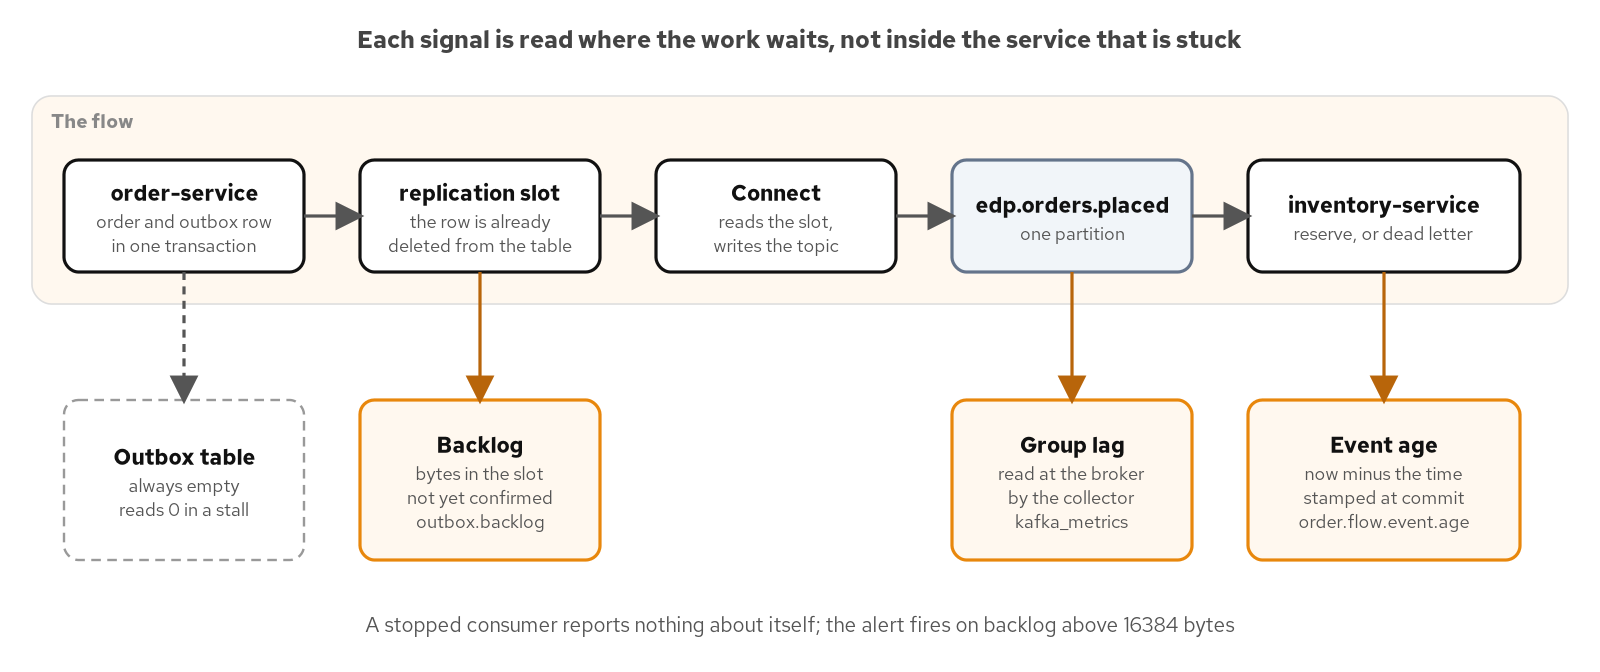 Each signal is read where the work waits, not inside the service that is stuck
The flow
order-service
order and outbox row
in one transaction
replication slot
the row is already
deleted from the table
Connect
reads the slot,
writes the topic
edp.orders.placed
one partition
inventory-service
reserve, or dead letter
Outbox table
always empty
reads 0 in a stall
Backlog
bytes in the slot
not yet confirmed
outbox.backlog
Group lag
read at the broker
by the collector
kafka_metrics
Event age
now minus the time
stamped at commit
order.flow.event.age
A stopped consumer reports nothing about itself; the alert fires on backlog above 16384 bytes